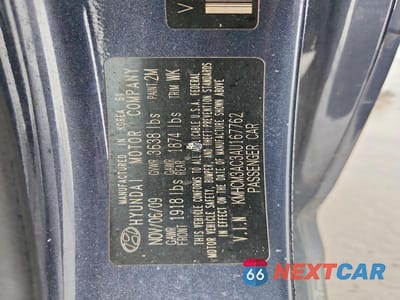 MANUFACTURED IN KOREA
HYUNDAI MOTOR COMPANY
NOV/06/09 GVWR 3638 lbs PAINT 2M
GAWR FRONT 1918 lbs GAWR REAR 1874 lbs TRIM WK
THIS VEHICLE CONFORMS TO ALL APPLICABLE U.S.A. FEDERAL
MOTOR VEHICLE SAFETY, BUMPER, AND THEFT PREVENTION STANDARDS
IN EFFECT ON THE DATE OF MANUFACTURE SHOWN ABOVE.
V.I.N KMHCM3AC3AU167762
PASSENGER CAR
V
66 NEXTCAR